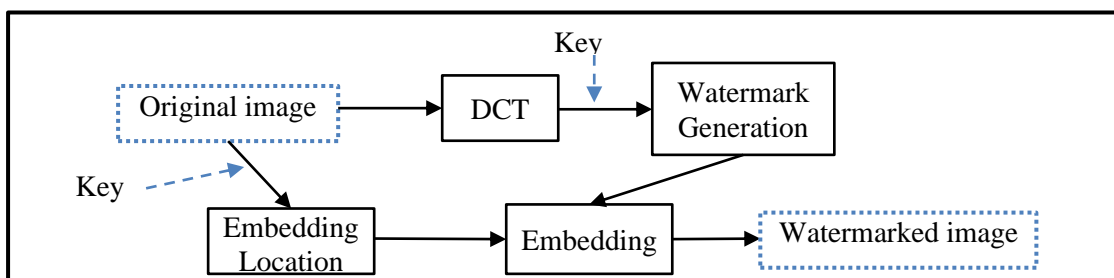 Key
Original image
DCT
Watermark
Generation
Key
Embedding
Location
Embedding
Watermarked image